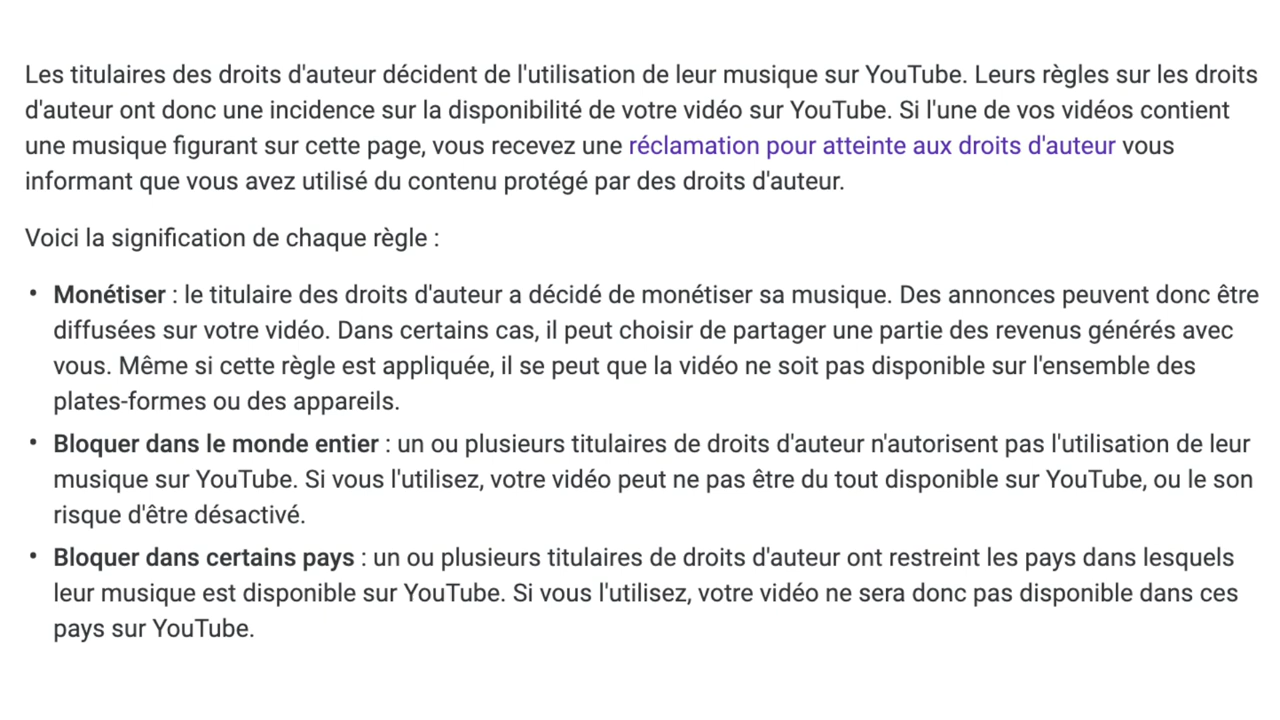 Les titulaires des droits d'auteur décident de l'utilisation de leur musique sur YouTube. Leurs règles sur les droits
d'auteur ont donc une incidence sur la disponibilité de votre vidéo sur YouTube. Si l'une de vos vidéos contient
une musique figurant sur cette page, vous recevez une réclamation pour atteinte aux droits d'auteur vous
informant que vous avez utilisé du contenu protégé par des droits d'auteur.
Voici la signification de chaque règle :
• Monétiser : le titulaire des droits d'auteur a décidé de monétiser sa musique. Des annonces peuvent donc être
diffusées sur votre vidéo. Dans certains cas, il peut choisir de partager une partie des revenus générés avec
vous. Même si cette règle est appliquée, il se peut que la vidéo ne soit pas disponible sur l'ensemble des
plates-formes ou des appareils.
• Bloquer dans le monde entier : un ou plusieurs titulaires de droits d'auteur n'autorisent pas l'utilisation de leur
musique sur YouTube. Si vous l'utilisez, votre vidéo peut ne pas être du tout disponible sur YouTube, ou le son
risque d'être désactivé.
• Bloquer dans certains pays : un ou plusieurs titulaires de droits d'auteur ont restreint les pays dans lesquels
leur musique est disponible sur YouTube. Si vous l'utilisez, votre vidéo ne sera donc pas disponible dans ces
pays sur YouTube.